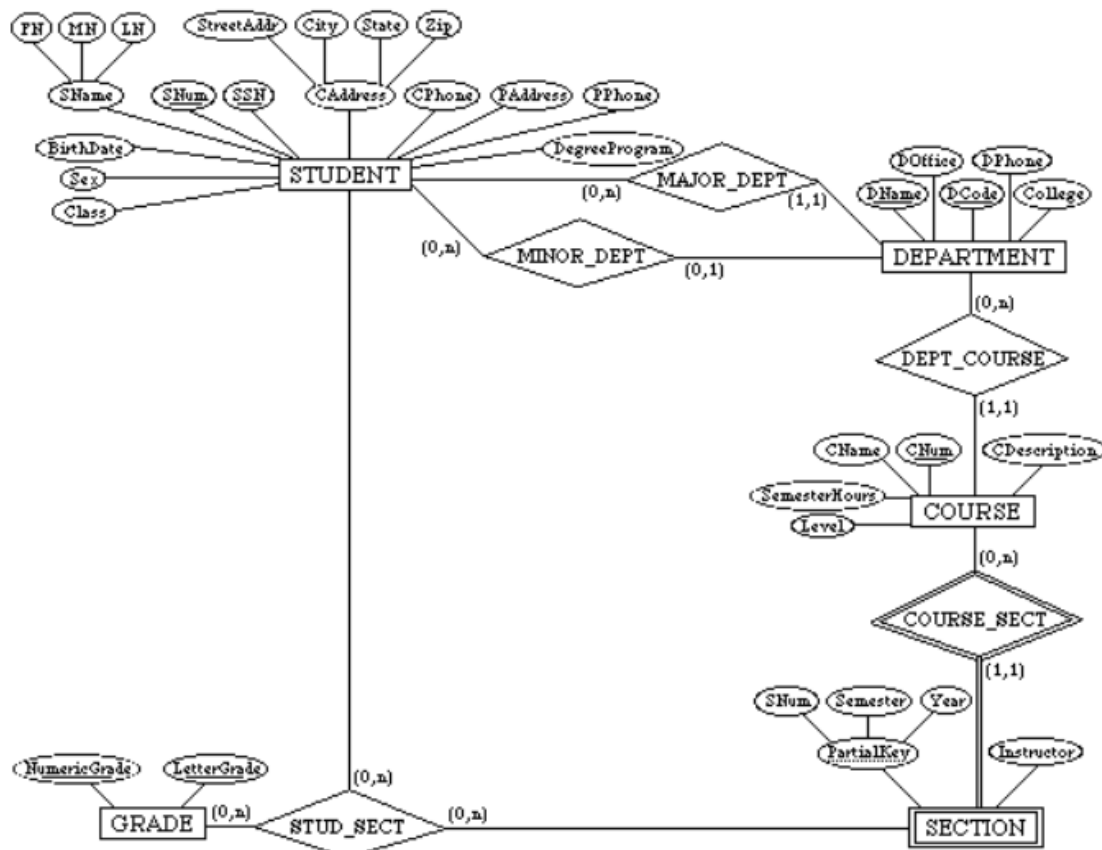 FN MN LN StreetAddr City State Zip
SName SNum SSN CAddress CPhone PAddress PPhone
BirthDate DegreeProgram
STUDENT
Sex
Class
(0,n) MAJOR_DEPT (1,1)
DOffice DPhone
DName DCode College
(0,n) MINOR_DEPT (0,1) DEPARTMENT
(0,n)
DEPT_COURSE
(1,1)
CName CNum CDescription
SemesterHours
Level COURSE
(0,n)
COURSE_SECT
(1,1)
SNum Semester Year
PartialKey Instructor
NumericGrade LetterGrade
(0,n)
GRADE (0,n) STUD_SECT (0,n) SECTION